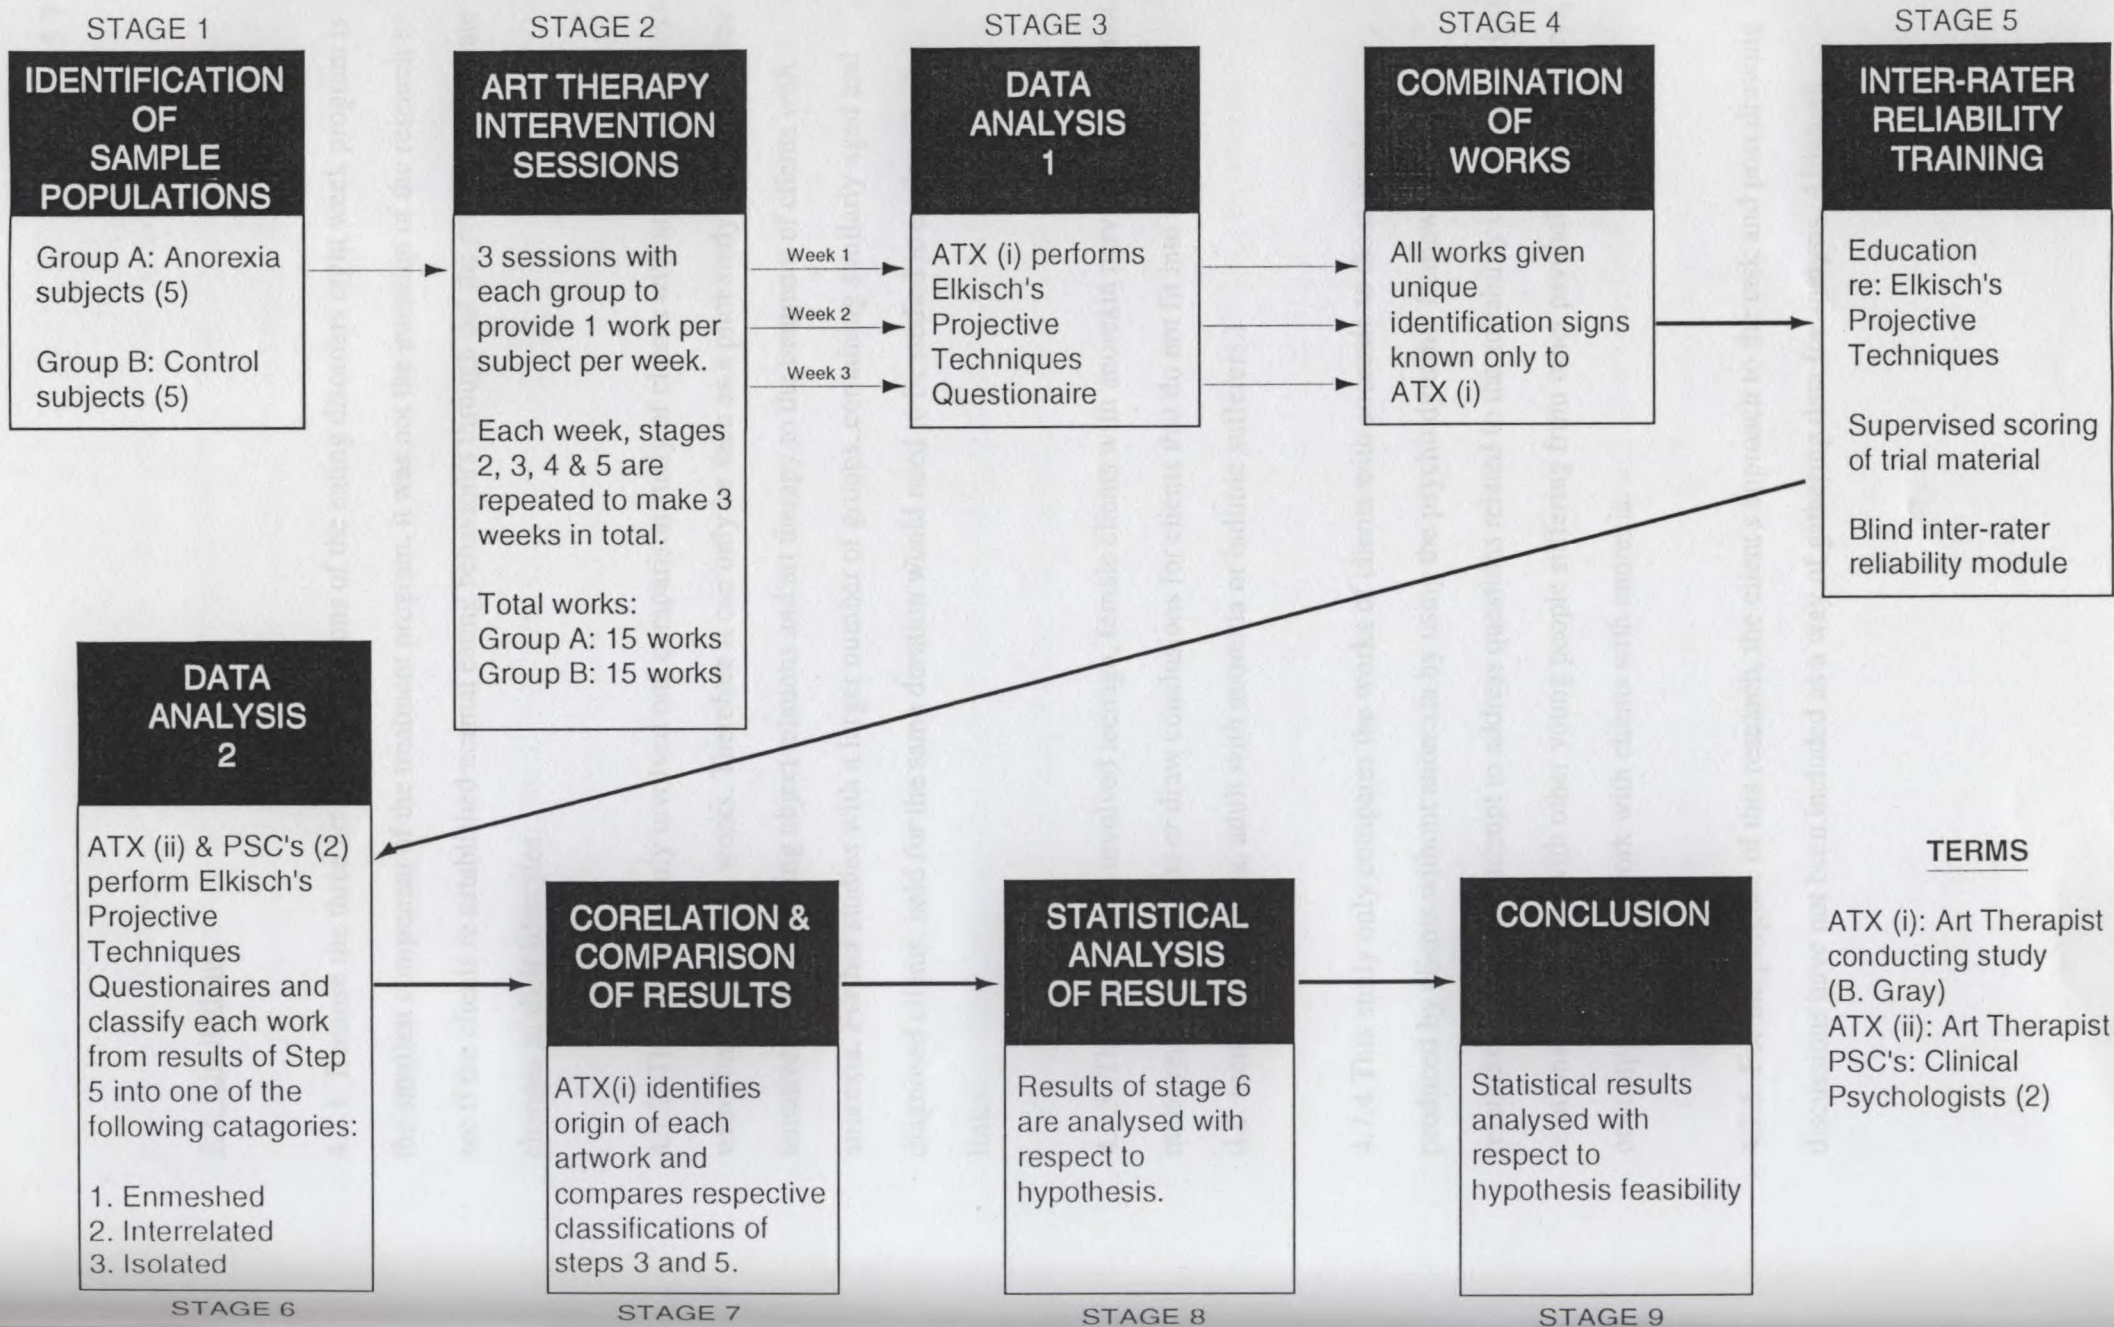 STAGE 1
IDENTIFICATION
OF
SAMPLE
POPULATIONS
Group A: Anorexia
subjects (5)
Group B: Control
subjects (5)
STAGE 2
ART THERAPY
INTERVENTION
SESSIONS
3 sessions with
each group to
provide 1 work per
subject per week.
Each week, stages
2, 3, 4 & 5 are
repeated to make 3
weeks in total.
Total works:
Group A: 15 works
Group B: 15 works
Week 1
Week 2
Week 3
STAGE 3
DATA
ANALYSIS
1
ATX (i) performs
Elkisch's
Projective
Techniques
Questionaire
STAGE 4
COMBINATION
OF
WORKS
All works given
unique
identification signs
known only to
ATX (i)
STAGE 5
INTER-RATER
RELIABILITY
TRAINING
Education
re: Elkisch's
Projective
Techniques
Supervised scoring
of trial material
Blind inter-rater
reliability module
DATA
ANALYSIS
2
ATX (ii) & PSC's (2)
perform Elkisch's
Projective
Techniques
Questionaires and
classify each work
from results of Step
5 into one of the
following catagories:
1. Enmeshed
2. Interrelated
3. Isolated
STAGE 6
CORELATION &
COMPARISON
OF RESULTS
ATX(i) identifies
origin of each
artwork and
compares respective
classifications of
steps 3 and 5.
STAGE 7
STATISTICAL
ANALYSIS
OF RESULTS
Results of stage 6
are analysed with
respect to
hypothesis.
STAGE 8
CONCLUSION
Statistical results
analysed with
respect to
hypothesis feasibility
STAGE 9
TERMS
ATX (i): Art Therapist
conducting study
(B. Gray)
ATX (ii): Art Therapist
PSC's: Clinical
Psychologists (2)